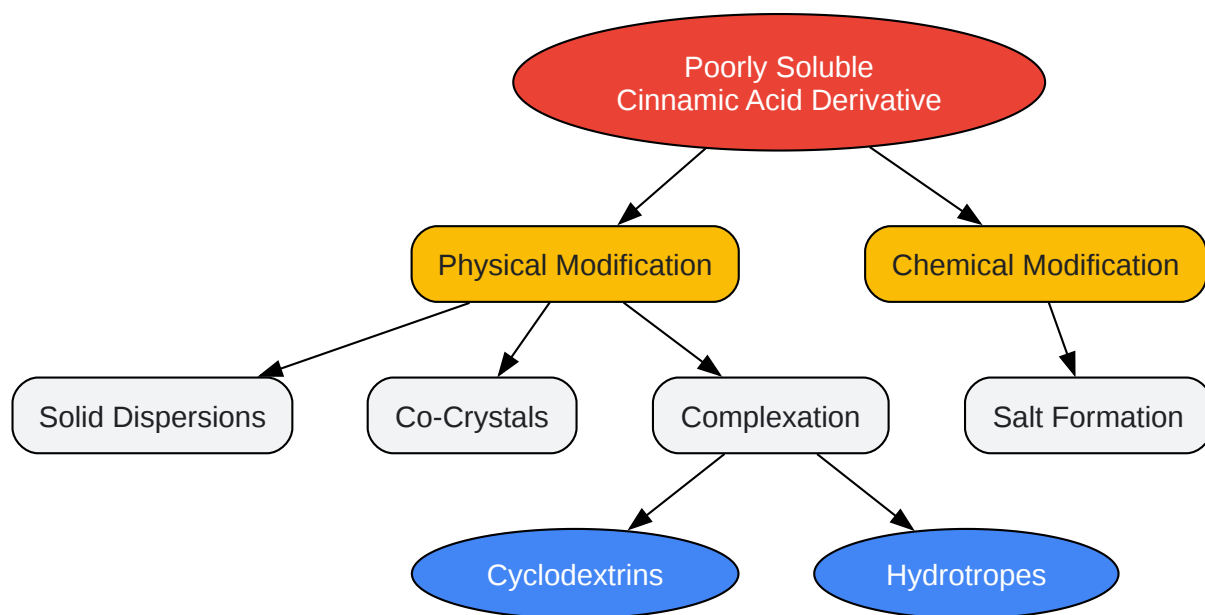 Poorly Soluble
Cinnamic Acid Derivative
Physical Modification
Chemical Modification
Solid Dispersions
Co-Crystals
Complexation
Salt Formation
Cyclodextrins
Hydrotropes